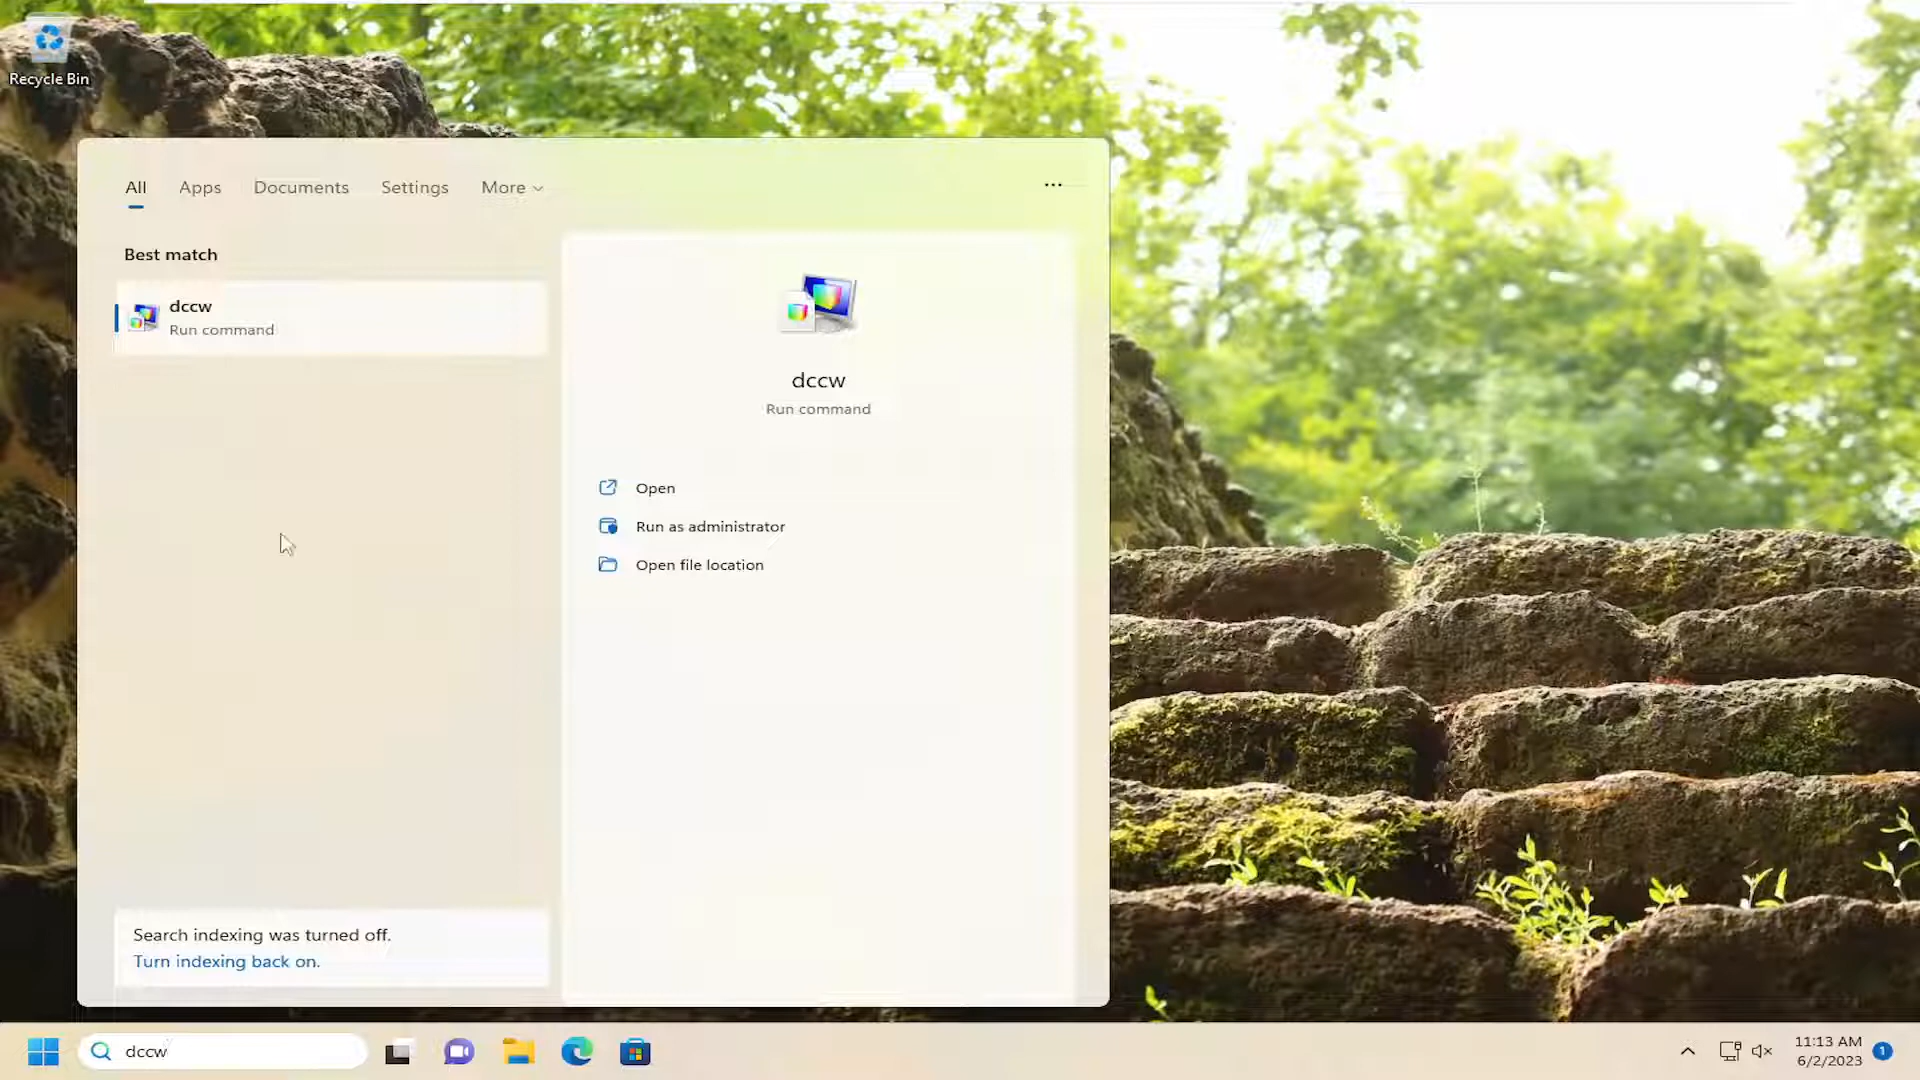 Recycle Bin
All Apps Documents Settings More
Best match
dccw
Run command
dccw
Run command
Open
Run as administrator
Open file location
Search indexing was turned off.
Turn indexing back on.
dccw
11:13 AM
6/2/2023
1